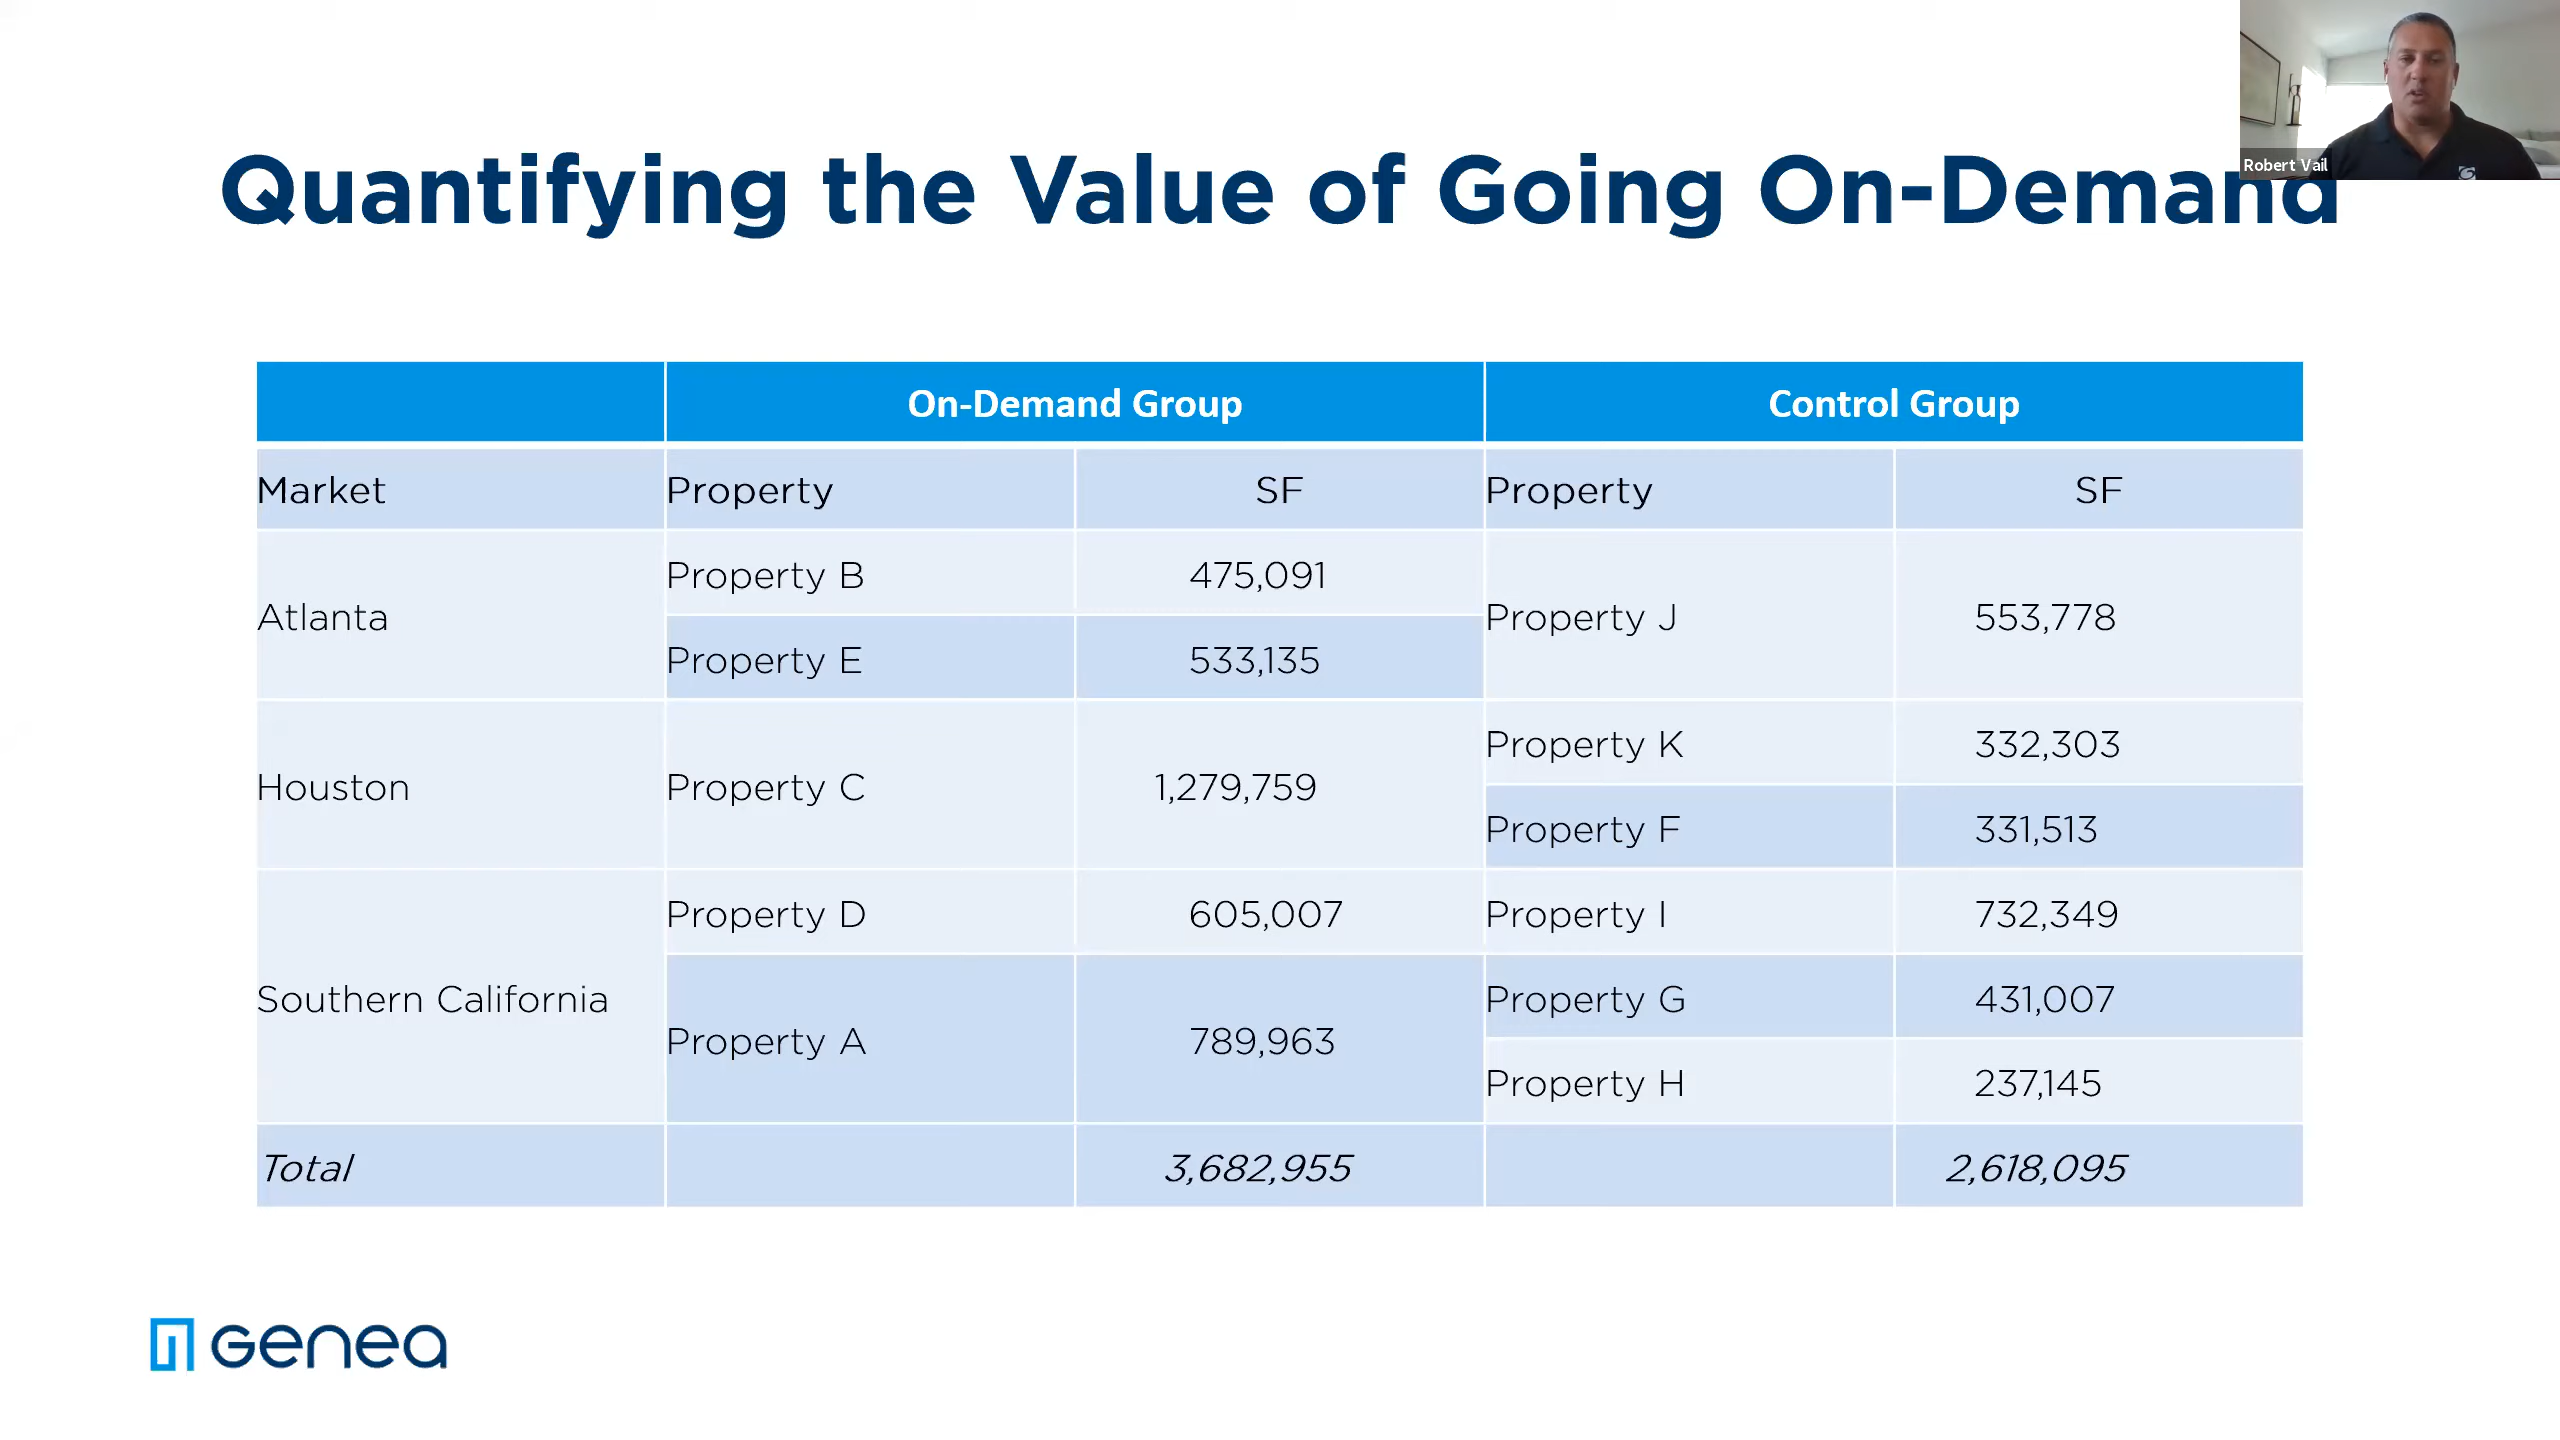 Robert Vail
Quantifying the Value of Going On-Demand
On-Demand Group Control Group
Market Property SF Property SF
Atlanta Property B 475,091 Property J 553,778
Property E 533,135
Houston Property C 1,279,759 Property K 332,303
Property F 331,513
Southern California Property D 605,007 Property I 732,349
Property A 789,963 Property G 431,007
Property H 237,145
Total 3,682,955 2,618,095
Genea